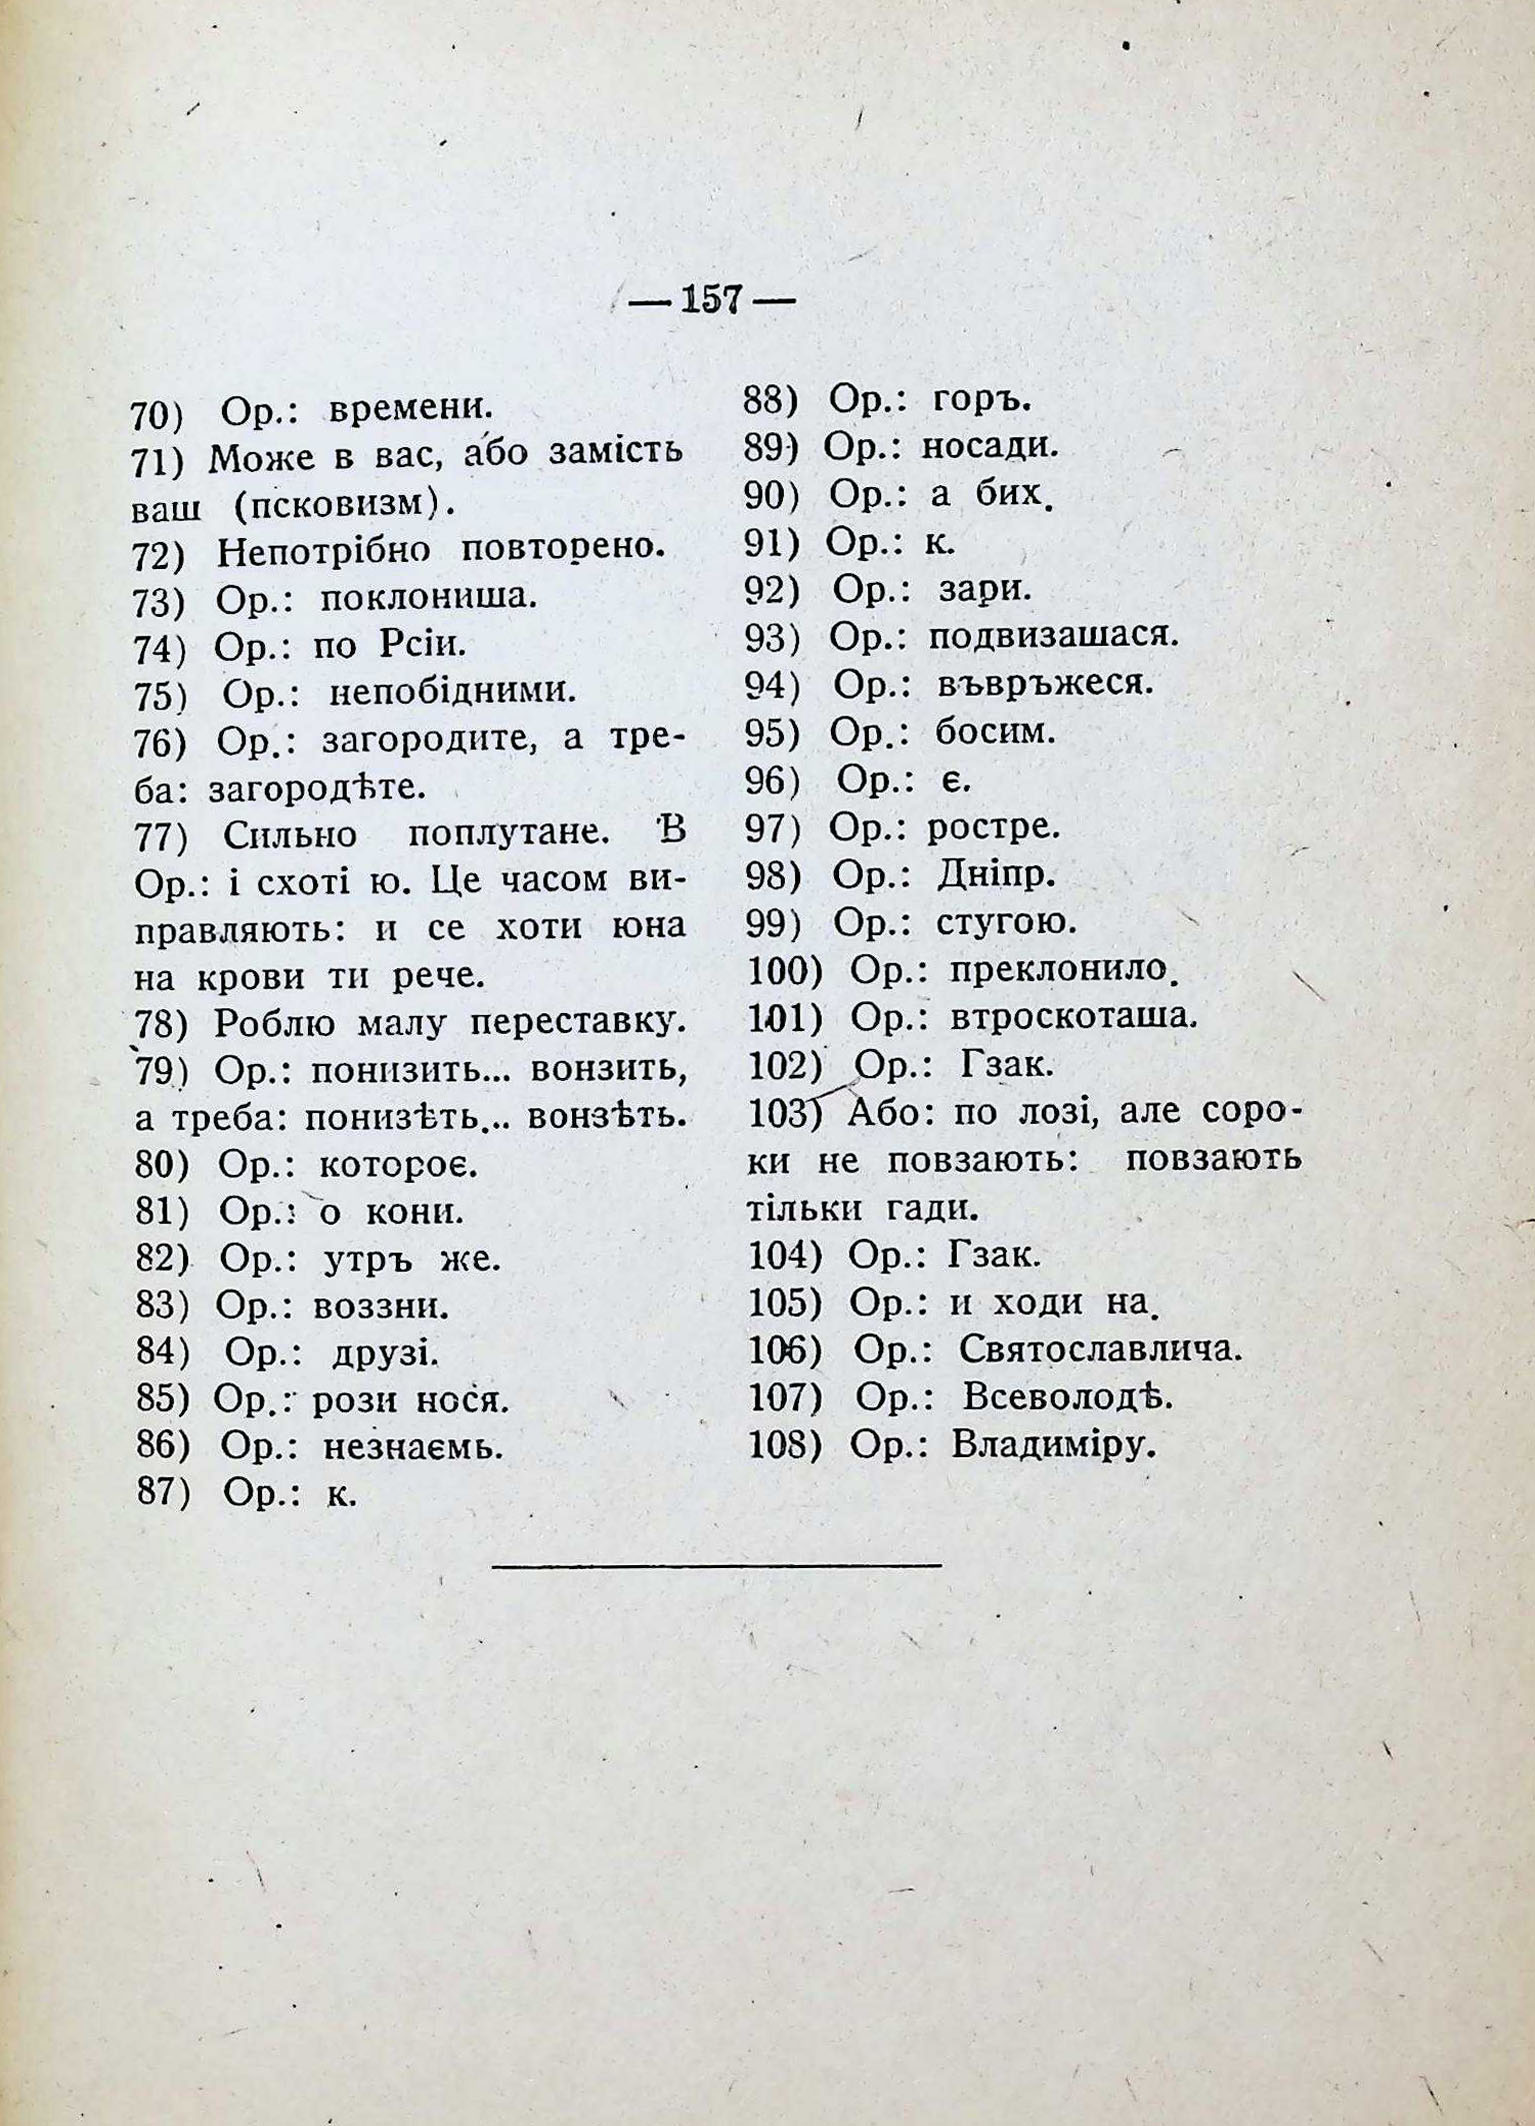 — 157 —
70) Ор.: времени.
71) Може в вас, або замість
ваш (псковизм).
72) Непотрібно повторено.
73) Ор.: поклониша.
74) Ор.: по Рсіи.
75) Ор.: непобідними.
76) Ор.: загородите, а тре-
ба: загородѣте.
77) Сильно поплутане. В
Ор.: і схоті ю. Це часом ви-
правляють: и се хоти юна
на крови ти рече.
78) Роблю малу переставку.
79) Ор.: понизить... вонзить,
а треба: понизѣть... вонзѣть.
80) Ор.: котороє.
81) Ор.: о кони.
82) Ор.: утръ же.
83) Ор.: воззни.
84) Ор.: друзі.
85) Ор.: рози нося.
86) Ор.: незнаємь.
87) Ор.: к.
88) Ор.: горъ.
89) Ор.: носади.
90) Ор.: а бих.
91) Ор.: к.
92) Ор.: зари.
93) Ор.: подвизашася.
94) Ор.: въвръжеся.
95) Ор.: босим.
96) Ор.: є.
97) Ор.: ростре.
98) Ор.: Дніпр.
99) Ор.: стугою.
100) Ор.: преклонило.
101) Ор.: втроскоташа.
102) Ор.: Гзак.
103) Або: по лозі, але соро-
ки не повзають: повзають
тільки гади.
104) Ор.: Гзак.
105) Ор.: и ходи на.
106) Ор.: Святославлича.
107) Ор.: Всеволодѣ.
108) Ор.: Владиміру.